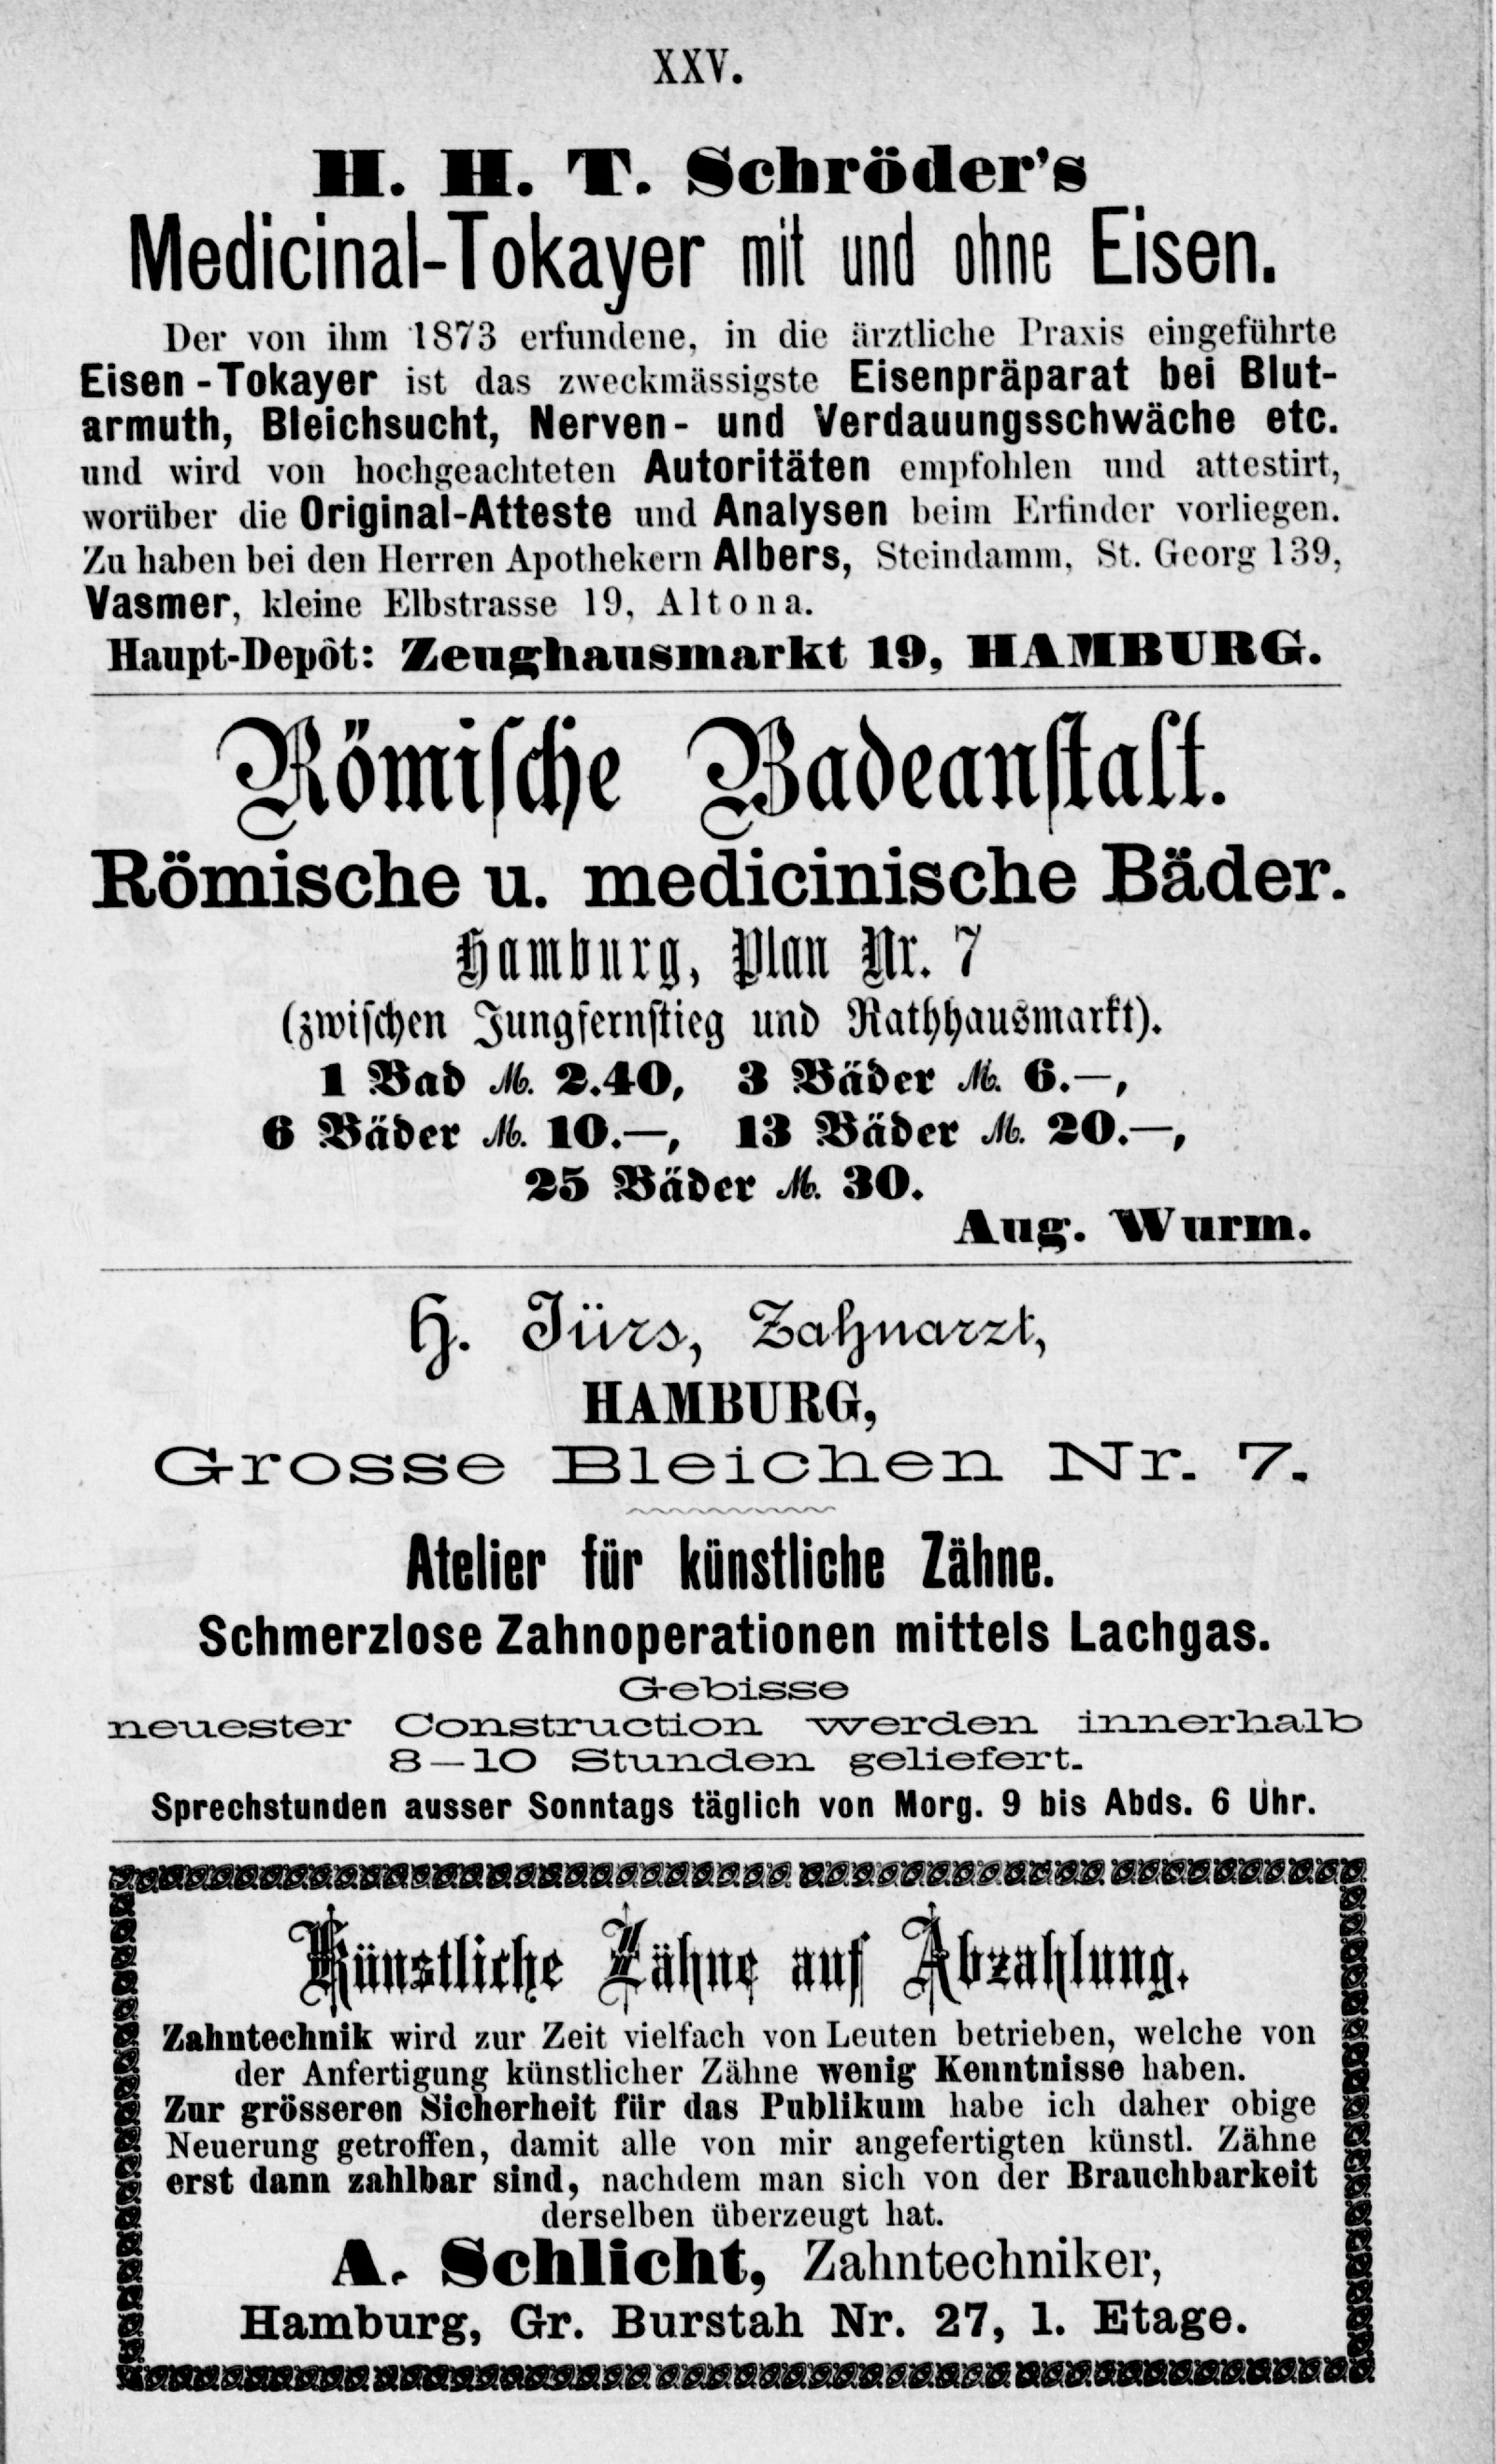 XXV.
H. H. T. Schröder's
Medicinal-Tokayer mit und ohne Eisen.
Der von ihm 1873 erfundene, in die ärztliche Praxis eingeführte
Eisen-Tokayer ist das zweckmässigste Eisenpräparat bei Blut-
armuth, Bleichsucht, Nerven- und Verdauungsschwäche etc.
und wird von hochgeachteten Autoritäten empfohlen und attestirt,
worüber die Original-Atteste und Analysen beim Erfinder vorliegen.
Zu haben bei den Herren Apothekern Albers, Steindamm, St. Georg 139,
Vasmer, kleine Elbstrasse 19, Altona.
Haupt-Depôt: Zeughausmarkt 19, HAMBURG.
Römische Badeanstalt.
Römische u. medicinische Bäder.
Hamburg, Plan Nr. 7
(zwischen Jungfernstieg und Rathhausmarkt).
1 Bad M. 2.40, 3 Bäder M. 6.—,
6 Bäder M. 10.—, 13 Bäder M. 20.—,
25 Bäder M. 30.
Aug. Wurm.
H. Jürs, Zahnarzt,
HAMBURG,
Grosse Bleichen Nr. 7.
Atelier für künstliche Zähne.
Schmerzlose Zahnoperationen mittels Lachgas.
Gebisse
neuester Construction werden innerhalb
8—10 Stunden geliefert.
Sprechstunden ausser Sonntags täglich von Morg. 9 bis Abds. 6 Uhr.
Künstliche Zähne auf Abzahlung.
Zahntechnik wird zur Zeit vielfach von Leuten betrieben, welche von
der Anfertigung künstlicher Zähne wenig Kenntnisse haben.
Zur grösseren Sicherheit für das Publikum habe ich daher obige
Neuerung getroffen, damit alle von mir angefertigten künstl. Zähne
erst dann zahlbar sind, nachdem man sich von der Brauchbarkeit
derselben überzeugt hat.
A. Schlicht, Zahntechniker,
Hamburg, Gr. Burstah Nr. 27, 1. Etage.